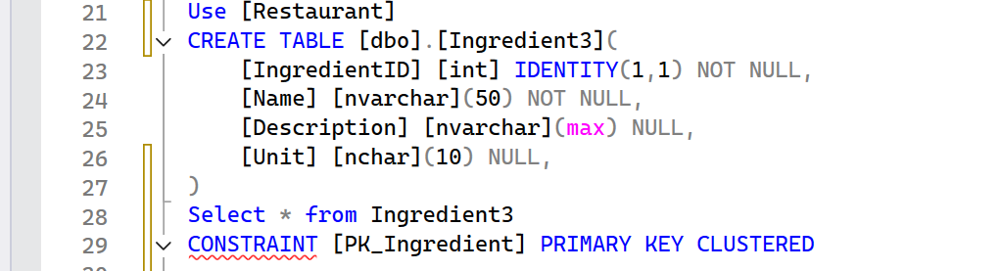 21 Use [Restaurant]
22 CREATE TABLE [dbo].[Ingredient3](
23 [IngredientID] [int] IDENTITY(1,1) NOT NULL,
24 [Name] [nvarchar](50) NOT NULL,
25 [Description] [nvarchar](max) NULL,
26 [Unit] [nchar](10) NULL,
27 )
28 Select * from Ingredient3
29 CONSTRAINT [PK_Ingredient] PRIMARY KEY CLUSTERED